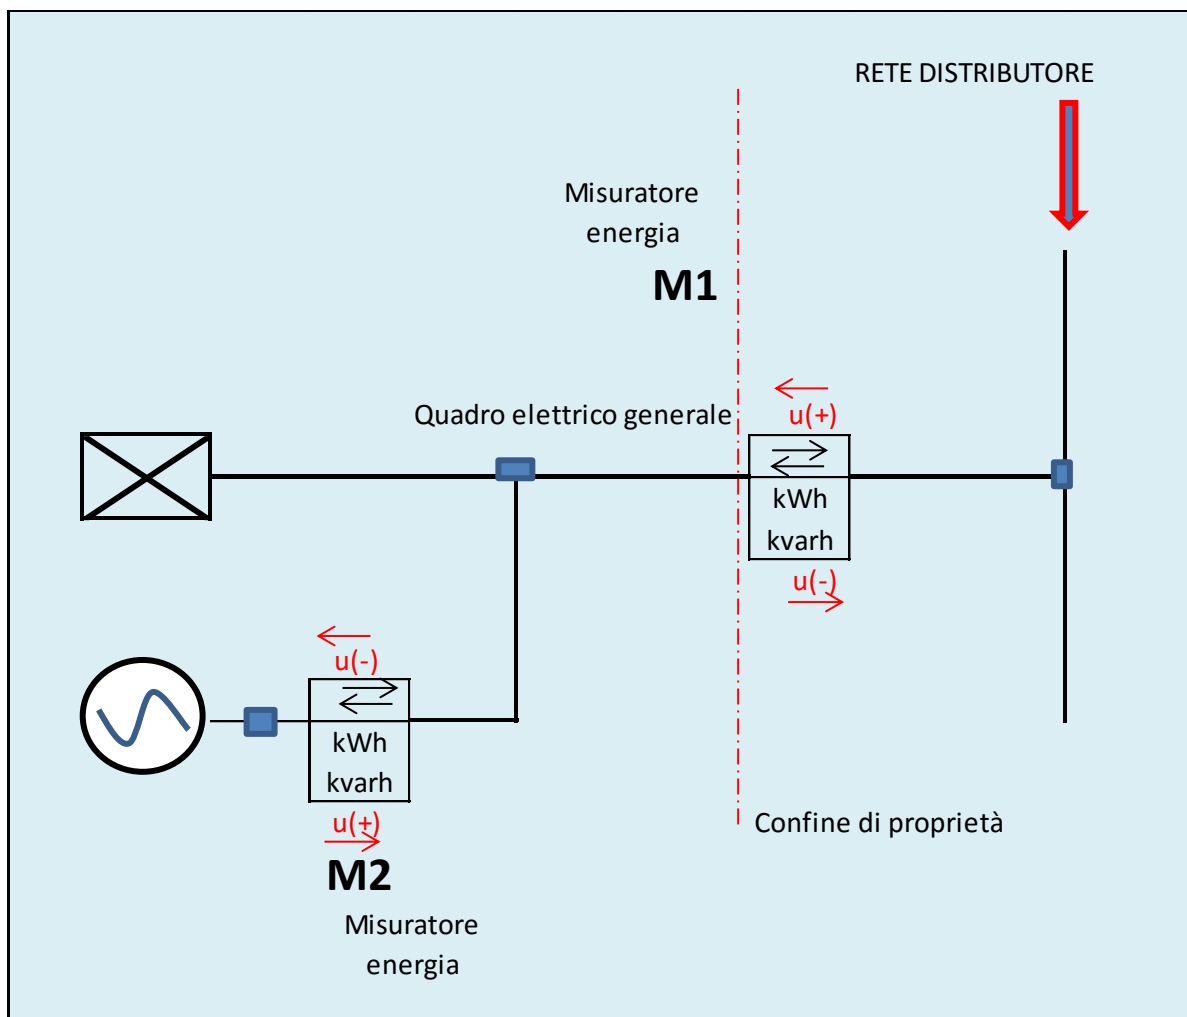 RETE DISTRIBUTORE
Misuratore
energia
M1
Quadro elettrico generale
u(+)
kWh
kvarh
u(-)
u(-)
kWh
kvarh
u(+)
Confine di proprietà
M2
Misuratore
energia